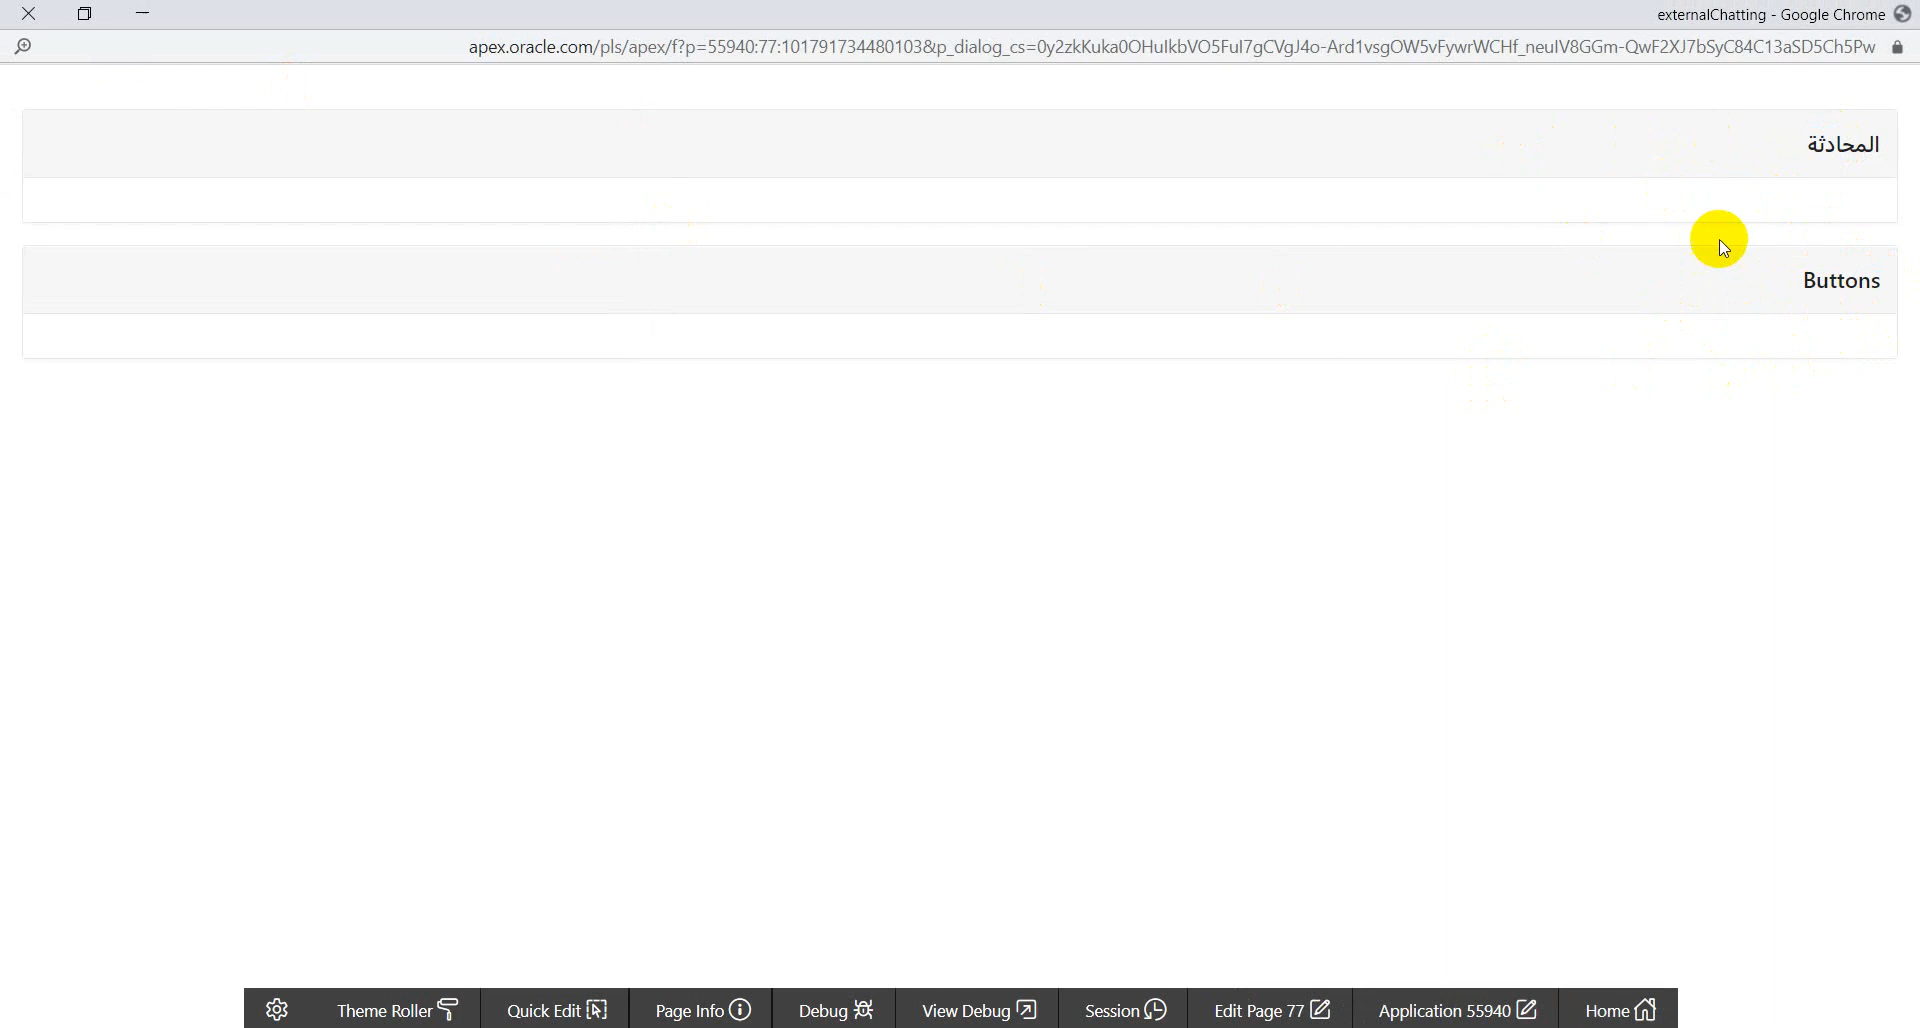 externalChatting - Google Chrome
apex.oracle.com/pls/apex/f?p=55940:77:101791734480103&p_dialog_cs=0y2zkKuka0OHulkbVO5Ful7gCVgJ4o-Ard1vsgOW5vFywrWCHf_neulV8GGm-QwF2XJ7bSyC84C13aSD5Ch5Pw
المحادثة
Buttons
Theme Roller Quick Edit Page Info Debug View Debug Session Edit Page 77 Application 55940 Home